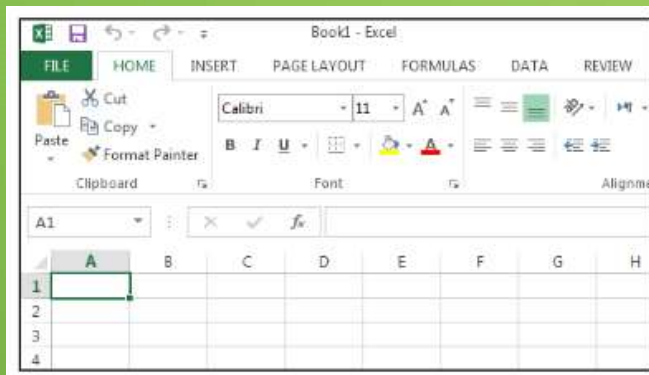 Book1 - Excel
FILE HOME INSERT PAGE LAYOUT FORMULAS DATA REVIEW
Cut
Calibri 11 A A
Copy
Paste
B I U A
Format Painter
Clipboard Font Alignme
A1 fx
A B C D E F G H
1
2
3
4